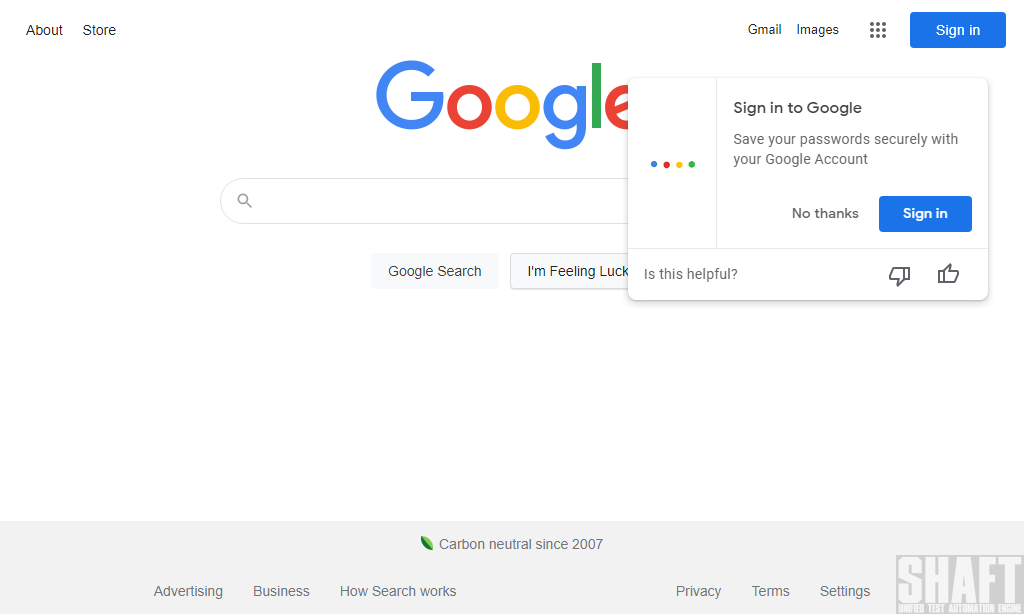 About Store Gmail Images Sign in
Google
Sign in to Google
Save your passwords securely with
your Google Account
No thanks Sign in
Google Search I'm Feeling Luck
Is this helpful?
Carbon neutral since 2007
Advertising Business How Search works Privacy Terms Settings
SHAFT
UNIFIED TEST AUTOMATION ENGINE